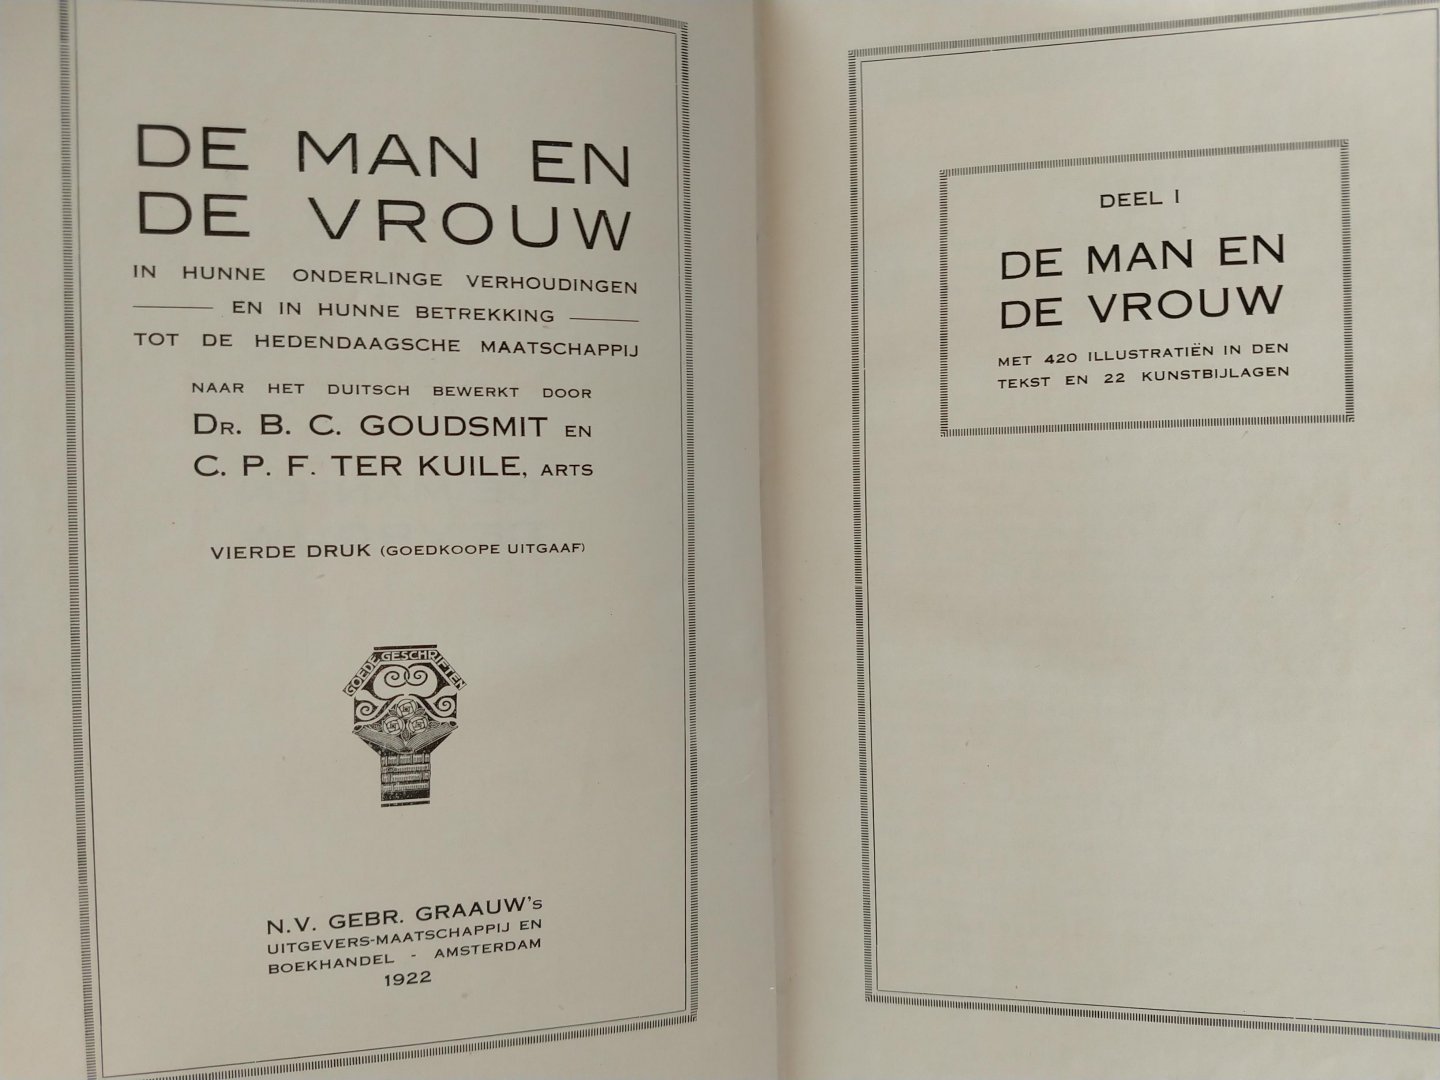 DE MAN EN
DE VROUW
IN HUNNE ONDERLINGE VERHOUDINGEN
EN IN HUNNE BETREKKING
TOT DE HEDENDAAGSCHE MAATSCHAPPIJ
NAAR HET DUITSCH BEWERKT DOOR
DR. B. C. GOUDSMIT EN
C. P. F. TER KUILE, ARTS
VIERDE DRUK (GOEDKOOPE UITGAAF)
GOEDE GESCHRIFTEN
N.V. GEBR. GRAAUW's
UITGEVERS-MAATSCHAPPIJ EN
BOEKHANDEL - AMSTERDAM
1922
DEEL I
DE MAN EN
DE VROUW
MET 420 ILLUSTRATIËN IN DEN
TEKST EN 22 KUNSTBIJLAGEN